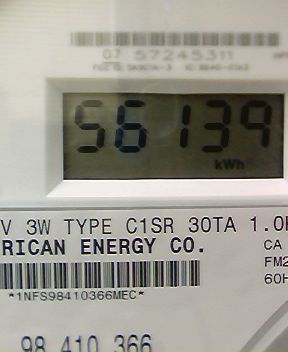 07 57245311
56139
kWh
V 3W TYPE C1SR 30TA 1.0
RICAN ENERGY CO.
CA
FM2
60H
*1NFS98410366MEC*
98 410 366